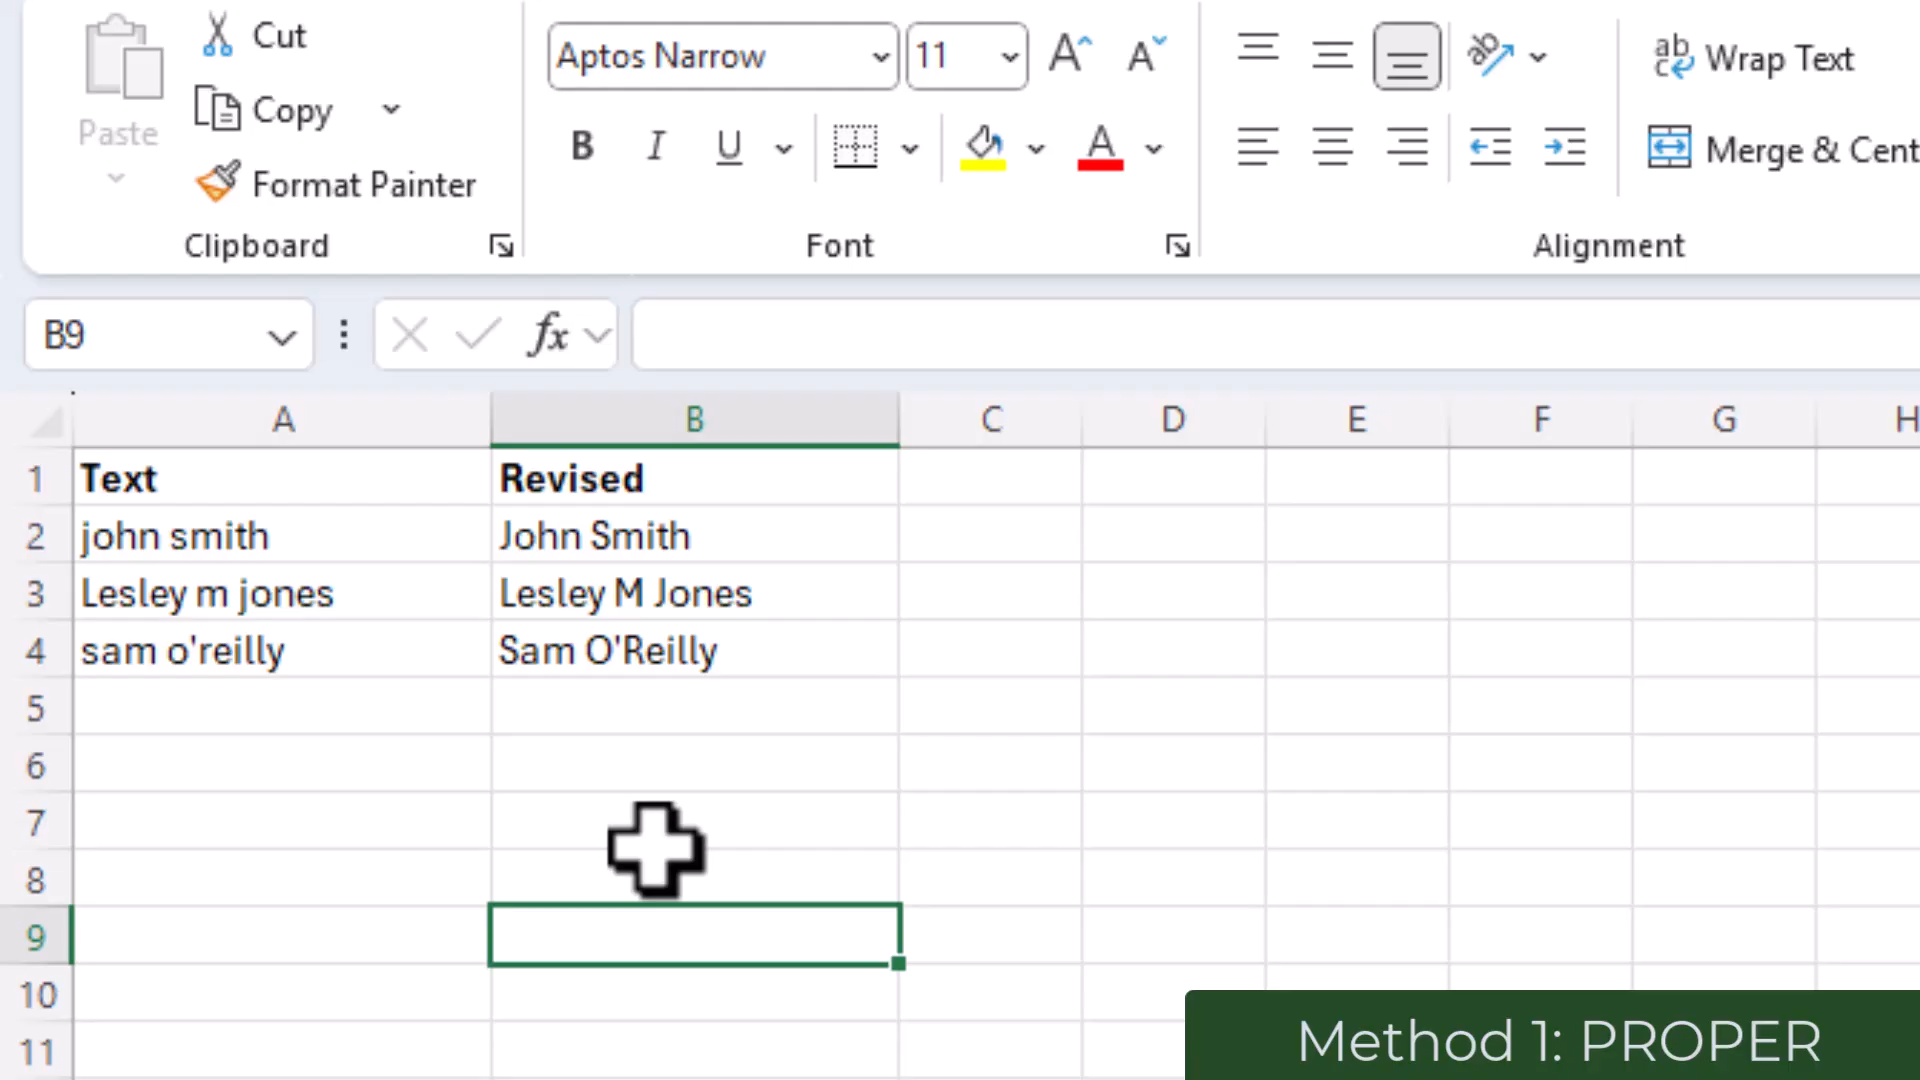 Cut
Copy
Paste
Format Painter
Clipboard
Aptos Narrow
11
A A
B I U
A
Font
ab
ab
c
Wrap Text
Merge & Cent
Alignment
B9
fx
A B C D E F G H
1 Text Revised
2 john smith John Smith
3 Lesley m jones Lesley M Jones
4 sam o'reilly Sam O'Reilly
5
6
7
8
9
10
11
Method 1: PROPER